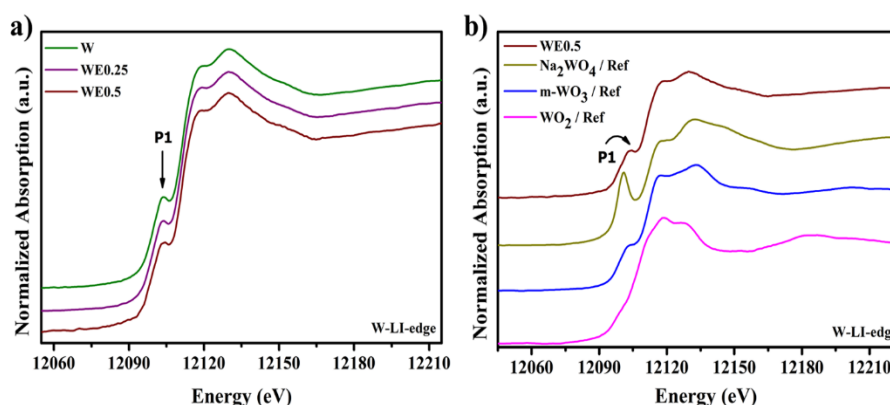 a)
W
WE0.25
WE0.5
P1
Normalized Absorption (a.u.)
W-LI-edge
12060 12090 12120 12150 12180 12210
Energy (eV)
b)
WE0.5
Na₂WO₄ / Ref
m-WO₃ / Ref
WO₂ / Ref
P1
Normalized Absorption (a.u.)
W-LI-edge
12060 12090 12120 12150 12180 12210
Energy (eV)